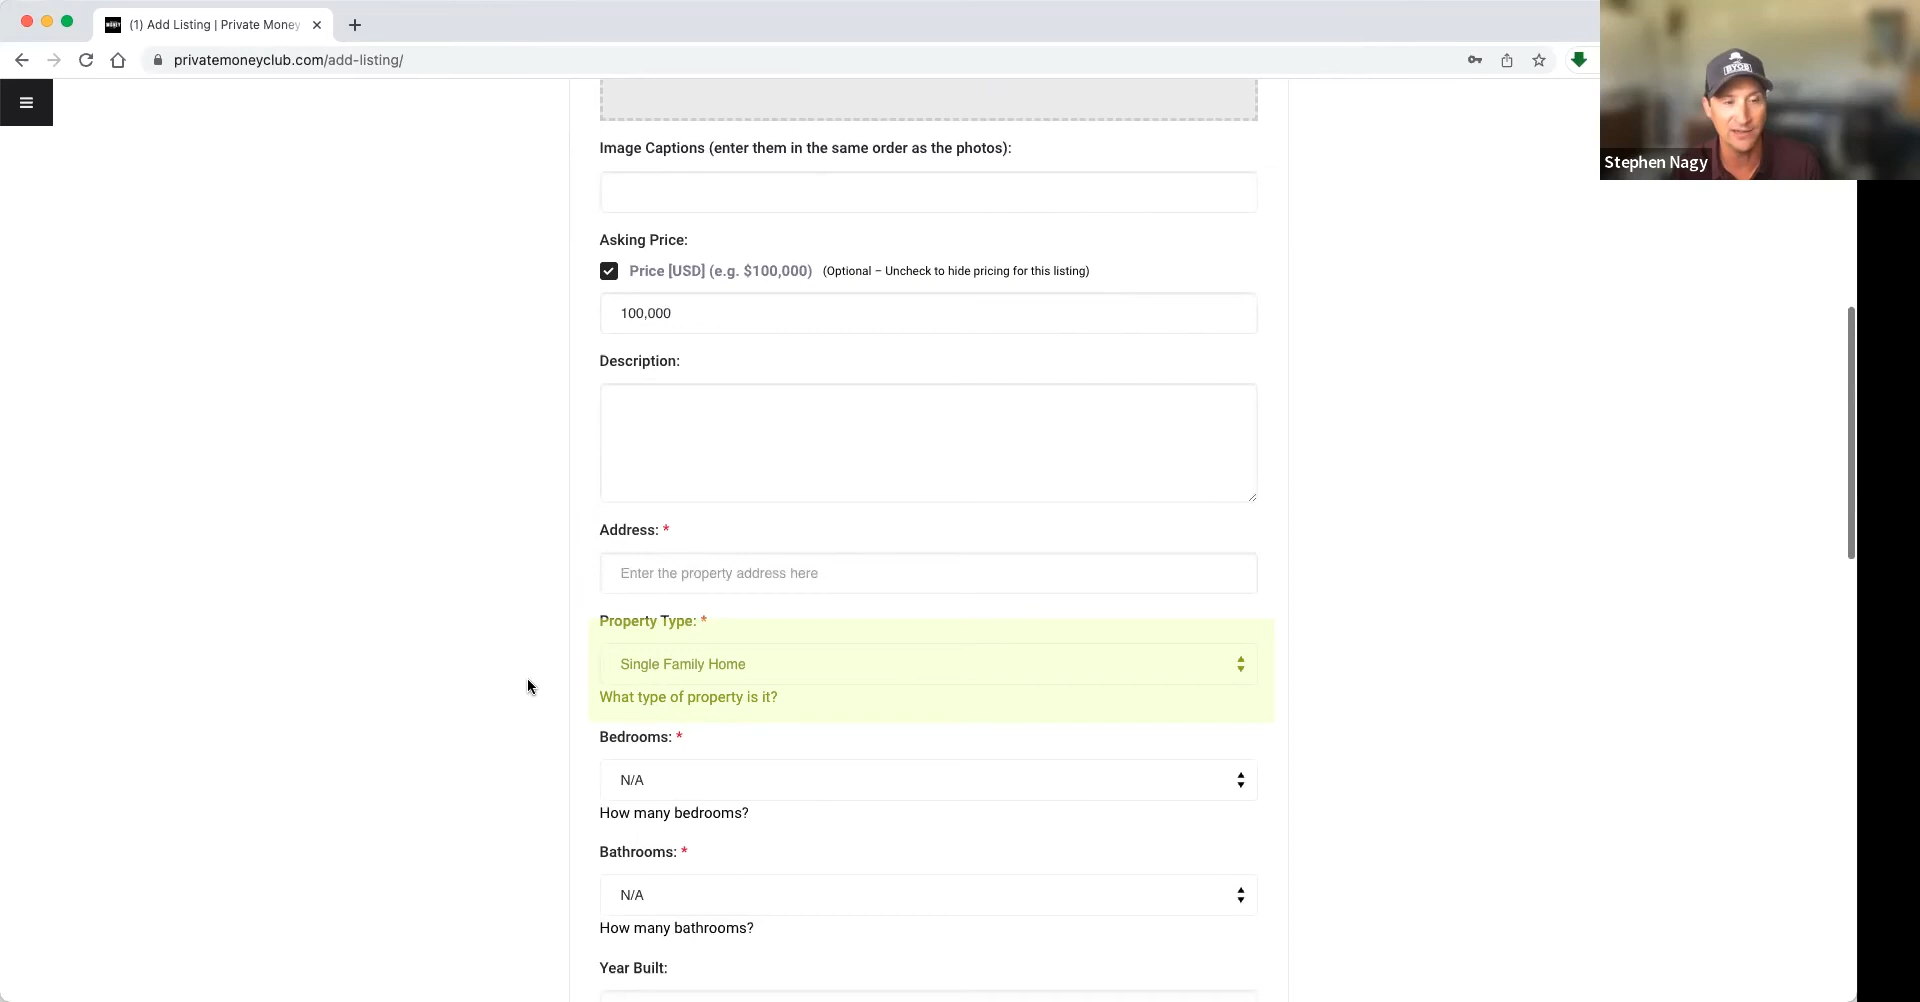 (1) Add Listing | Private Money
privatemoneyclub.com/add-listing/
Stephen Nagy
Image Captions (enter them in the same order as the photos):
Asking Price:
Price [USD] (e.g. $100,000) (Optional – Uncheck to hide pricing for this listing)
100,000
Description:
Address: *
Enter the property address here
Property Type: *
Single Family Home
What type of property is it?
Bedrooms: *
N/A
How many bedrooms?
Bathrooms: *
N/A
How many bathrooms?
Year Built: